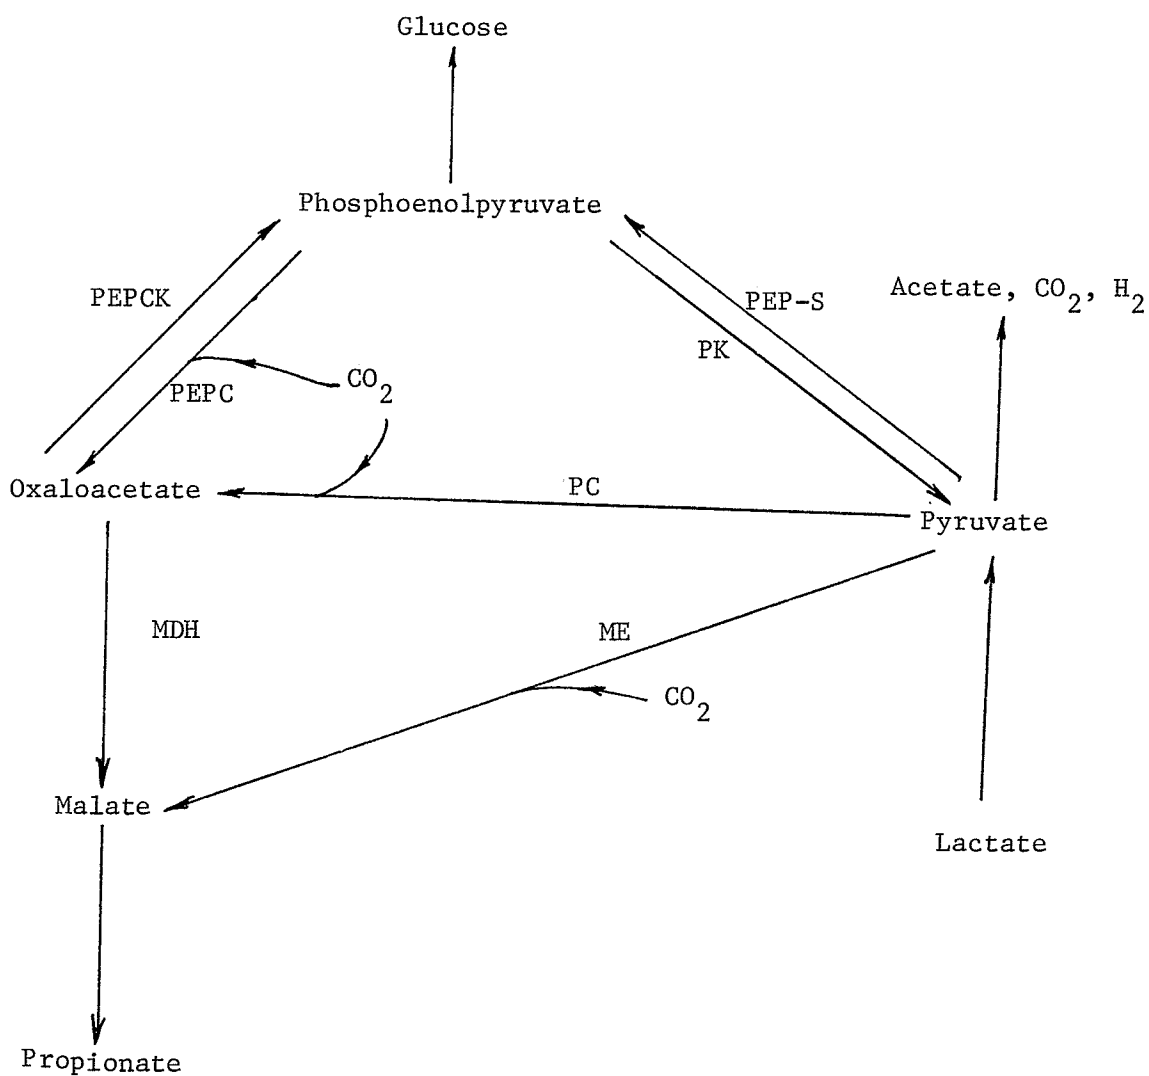 Glucose
Phosphoenolpyruvate
PEPCK
PEP-S
Acetate, CO2, H2
PK
PEPC
CO2
Oxaloacetate
PC
Pyruvate
MDH
ME
CO2
Malate
Lactate
Propionate